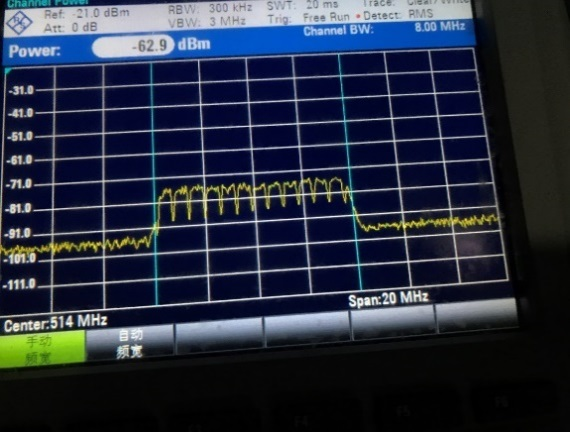 Channel Power
Ref: -21.0 dBm RBW: 300 kHz SWT: 20 ms Trace: Clear/Write
Att: 0 dB VBW: 3 MHz Trig: Free Run Detect: RMS
Power: -62.9 dBm Channel BW: 8.00 MHz
-31.0
-41.0
-51.0
-61.0
-71.0
-81.0
-91.0
-101.0
-111.0
Center:514 MHz Span:20 MHz
手动 自动
频宽 频宽